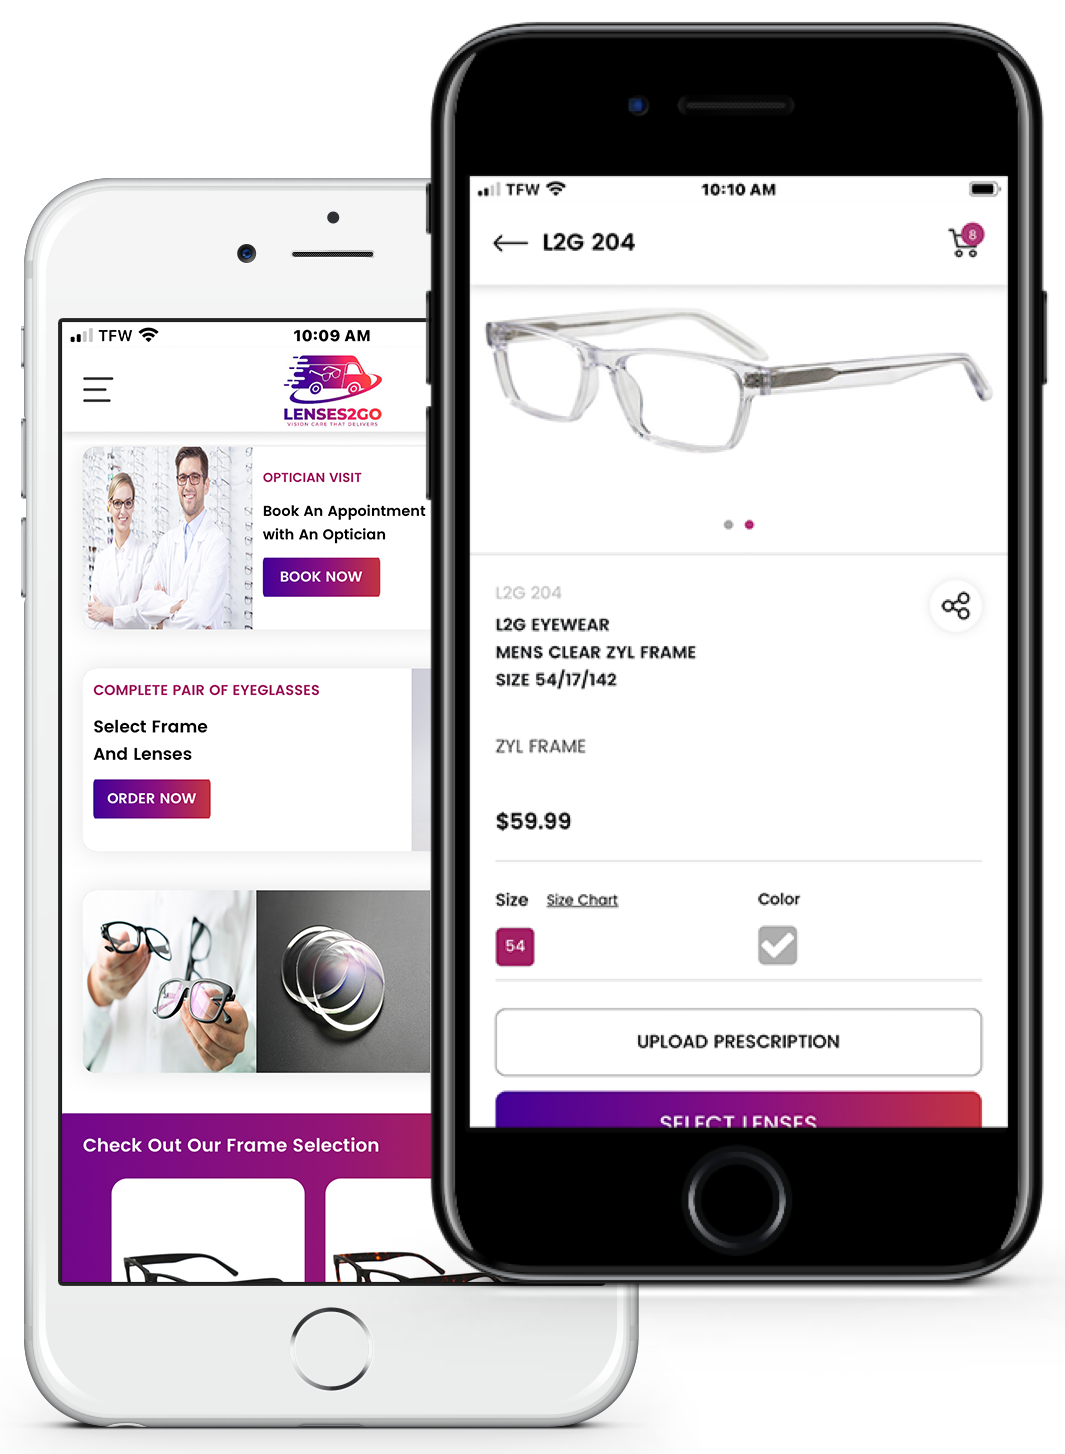 TFW
10:09 AM
LENSES2GO
VISION CARE THAT DELIVERS
OPTICIAN VISIT
Book An Appointment
with An Optician
BOOK NOW
COMPLETE PAIR OF EYEGLASSES
Select Frame
And Lenses
ORDER NOW
Check Out Our Frame Selection
TFW
10:10 AM
L2G 204
8
L2G 204
L2G EYEWEAR
MENS CLEAR ZYL FRAME
SIZE 54/17/142
ZYL FRAME
$59.99
Size Size Chart Color
54
UPLOAD PRESCRIPTION
SELECT LENSES